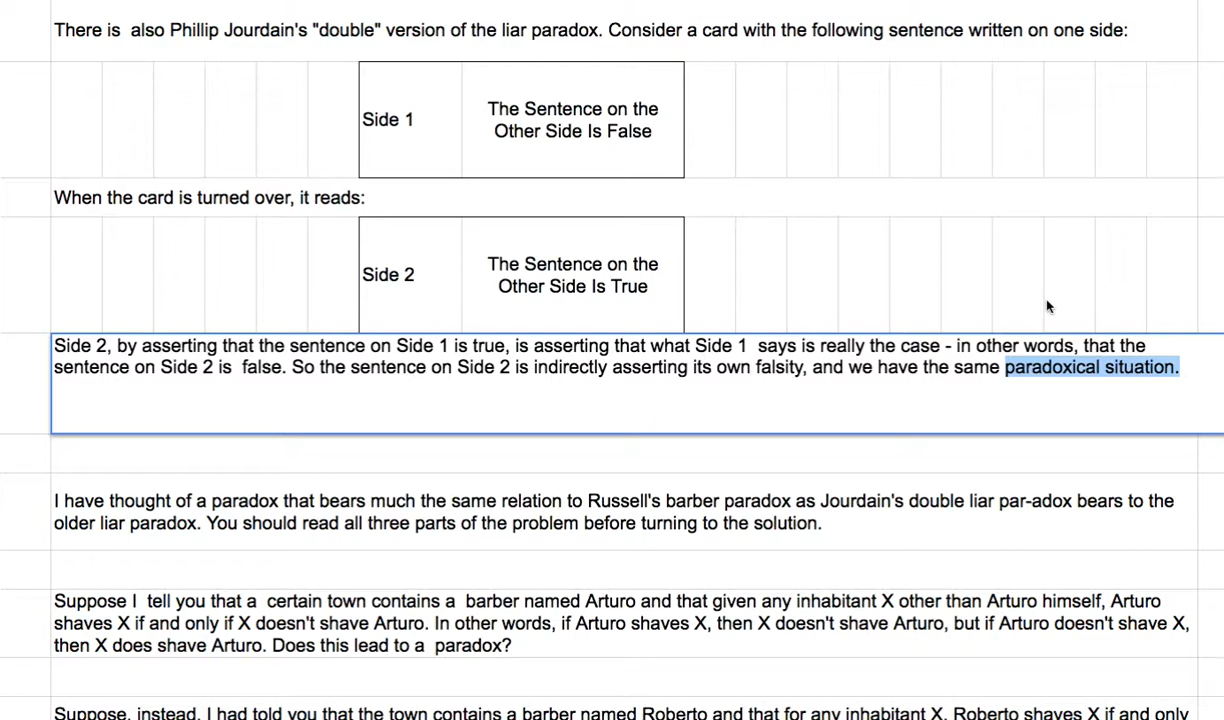 There is also Phillip Jourdain's "double" version of the liar paradox. Consider a card with the following sentence written on one side:
Side 1
The Sentence on the
Other Side Is False
When the card is turned over, it reads:
Side 2
The Sentence on the
Other Side Is True
Side 2, by asserting that the sentence on Side 1 is true, is asserting that what Side 1 says is really the case - in other words, that the
sentence on Side 2 is false. So the sentence on Side 2 is indirectly asserting its own falsity, and we have the same paradoxical situation.
I have thought of a paradox that bears much the same relation to Russell's barber paradox as Jourdain's double liar par-adox bears to the
older liar paradox. You should read all three parts of the problem before turning to the solution.
Suppose I tell you that a certain town contains a barber named Arturo and that given any inhabitant X other than Arturo himself, Arturo
shaves X if and only if X doesn't shave Arturo. In other words, if Arturo shaves X, then X doesn't shave Arturo, but if Arturo doesn't shave X,
then X does shave Arturo. Does this lead to a paradox?
Suppose, instead, I had told you that the town contains a barber named Roberto and that for any inhabitant X, Roberto shaves X if and only